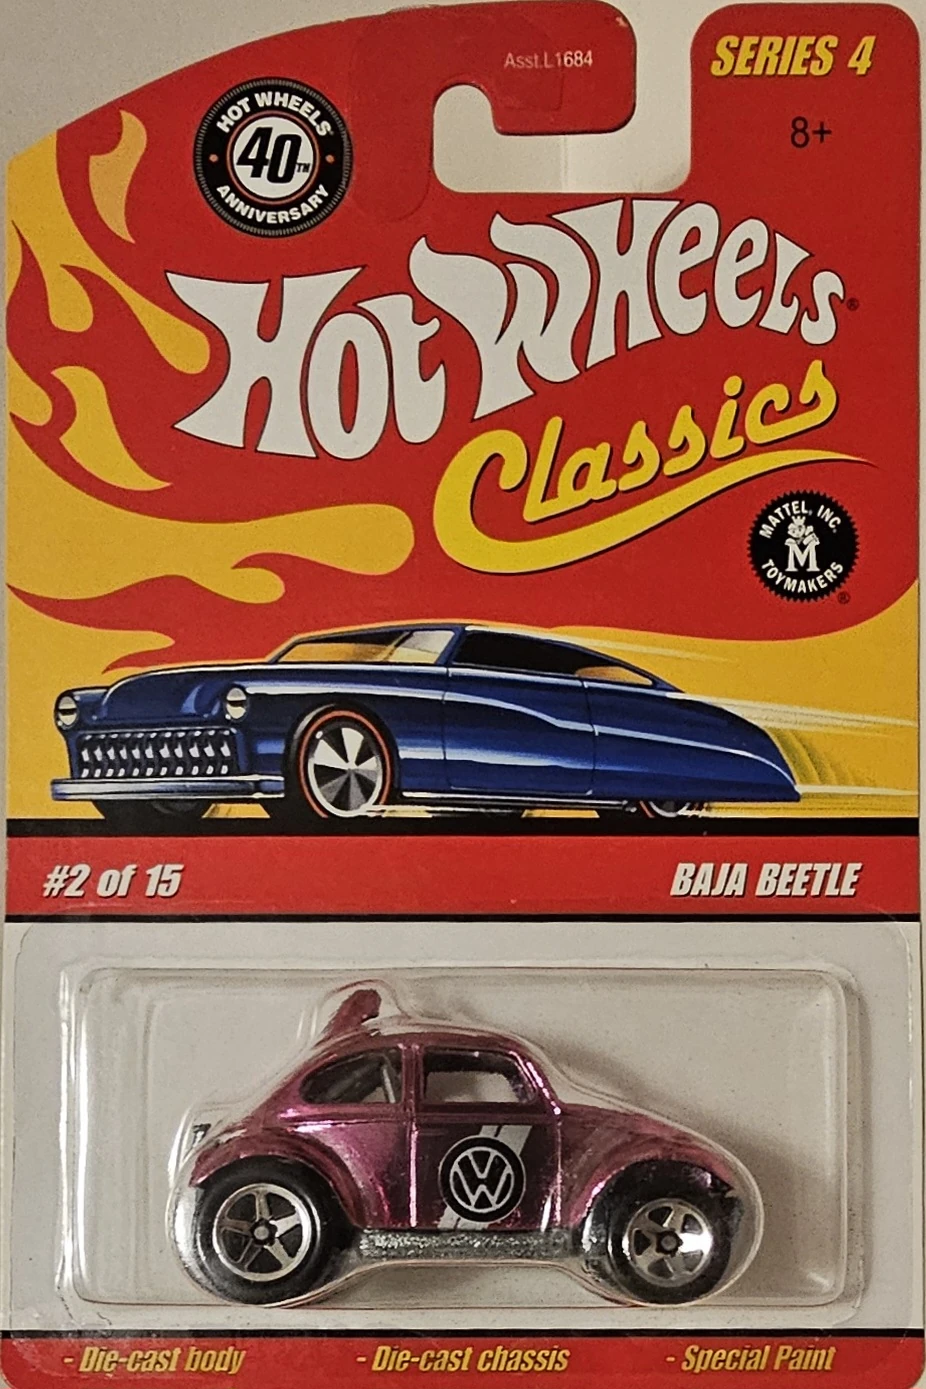 Asst.L1684
SERIES 4
8+
HOT WHEELS
40TH
ANNIVERSARY
Hot Wheels®
Classics
MATTEL, INC.
M
TOYMAKERS®
#2 of 15
BAJA BEETLE
VW
- Die-cast body
- Die-cast chassis
- Special Paint